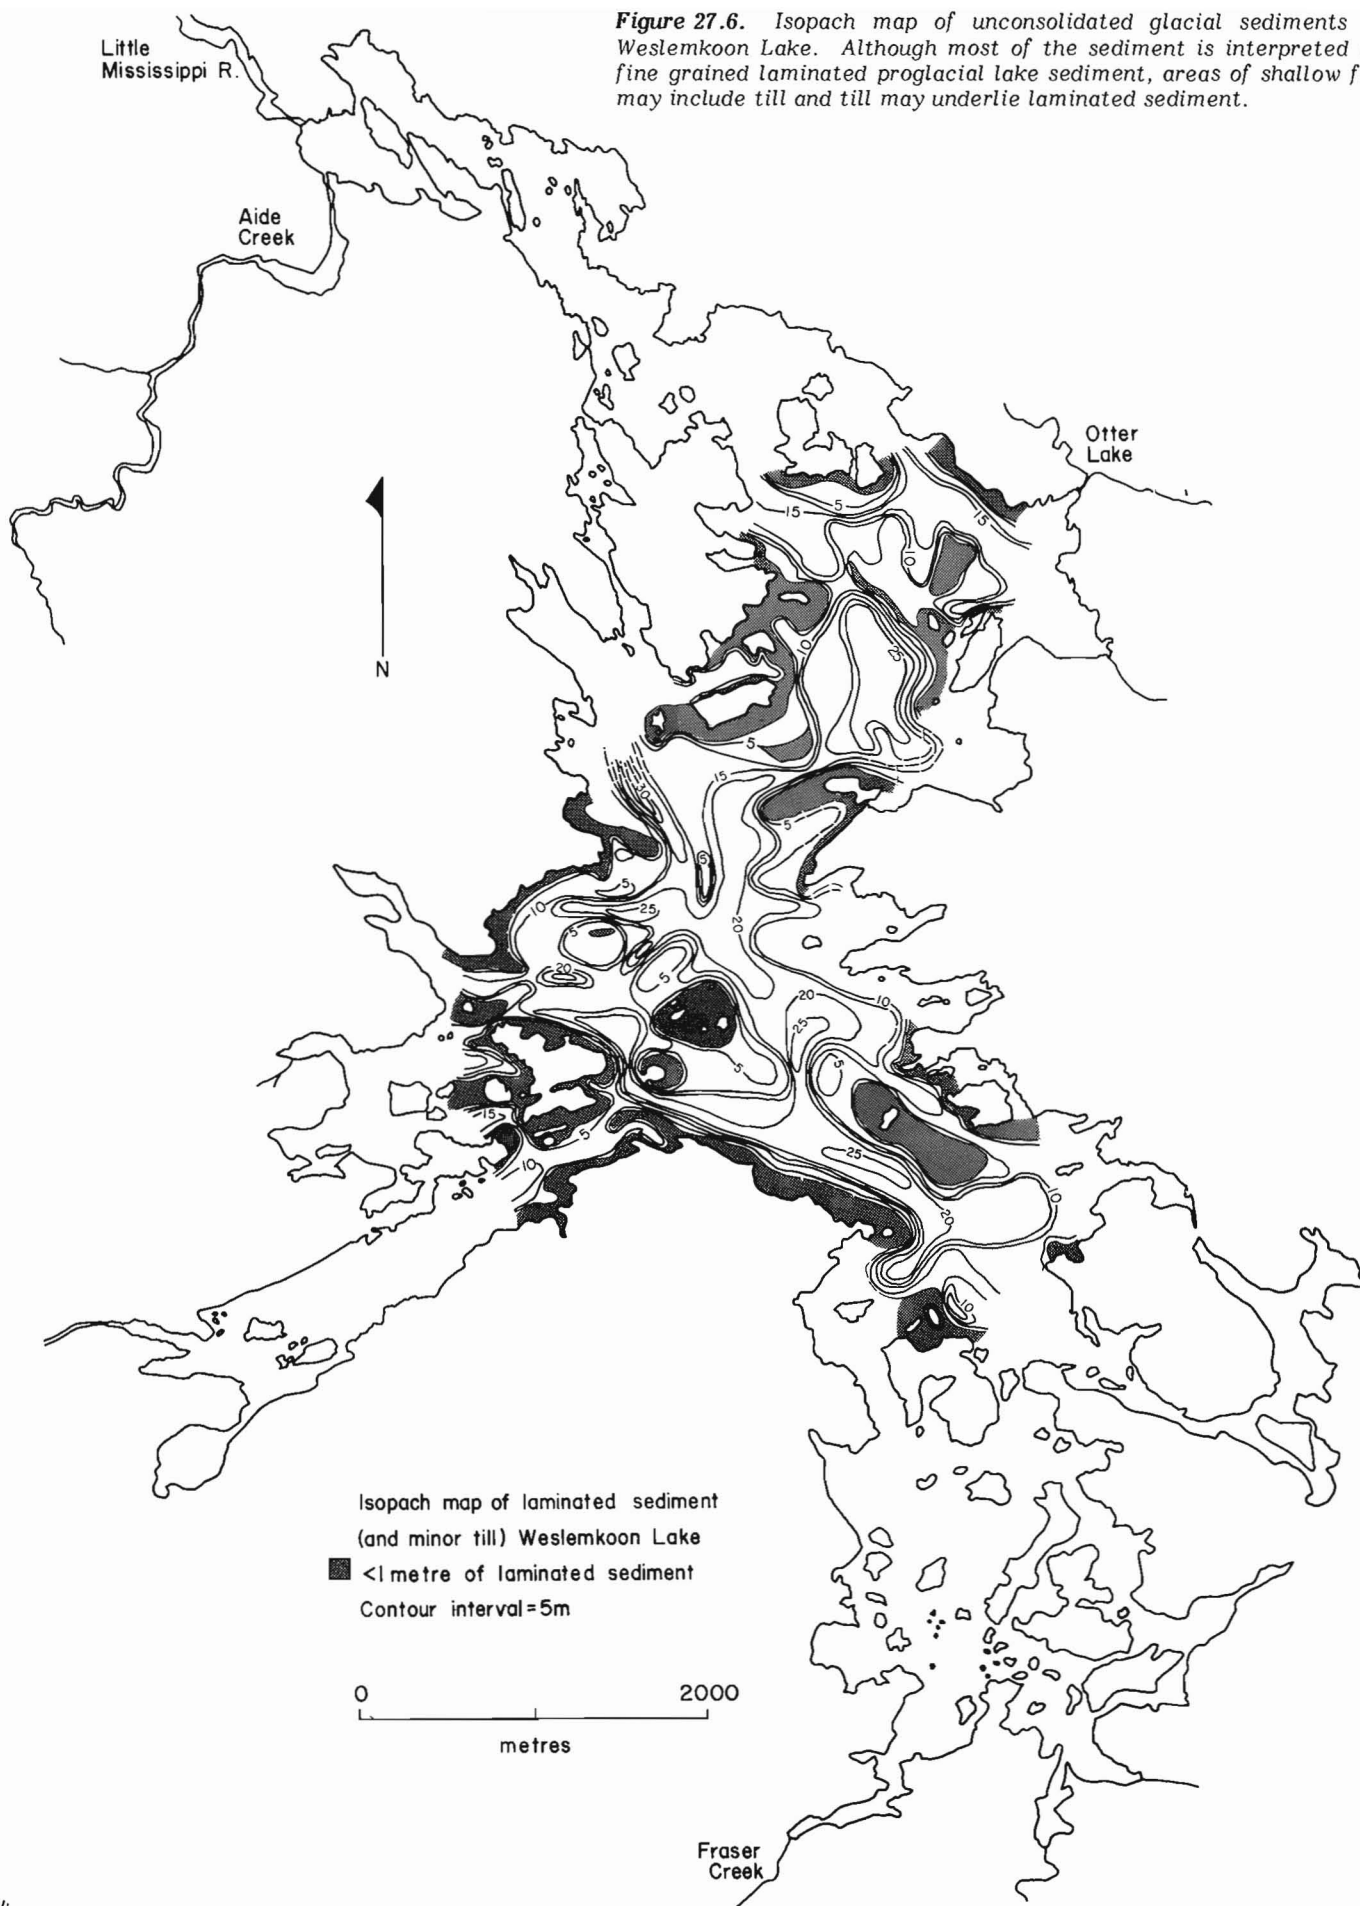 Figure 27.6. Isopach map of unconsolidated glacial sediments
Weslemkoon Lake. Although most of the sediment is interpreted
fine grained laminated proglacial lake sediment, areas of shallow f
may include till and till may underlie laminated sediment.
Little
Mississippi R.
Aide
Creek
Otter
Lake
5
15
15
10
N
10
25
5
15
30
5
5
5
10
25
20
5
20
5
10
20
25
5
5
15
5
10
25
10
20
10
Isopach map of laminated sediment
(and minor till) Weslemkoon Lake
<1 metre of laminated sediment
Contour interval=5m
0 2000
metres
Fraser
Creek